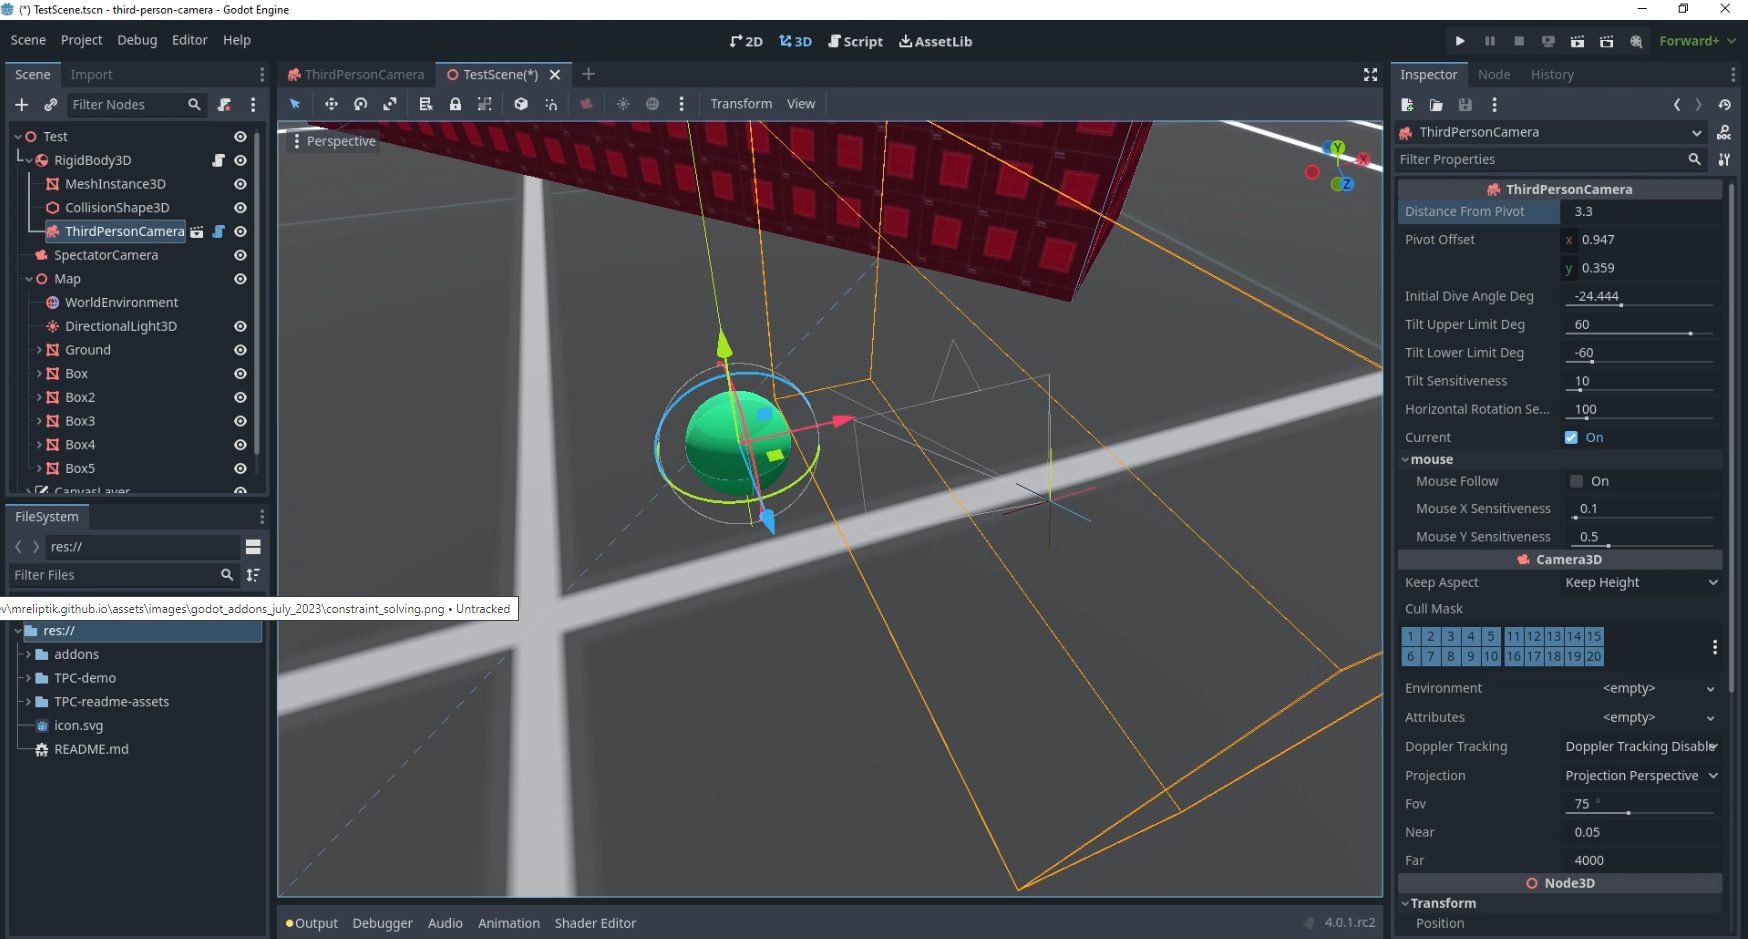 (*) TestScene.tscn - third-person-camera - Godot Engine
Scene Project Debug Editor Help
2D 3D Script AssetLib
Forward+
Scene Import
Filter Nodes
Test
RigidBody3D
MeshInstance3D
CollisionShape3D
ThirdPersonCamera
SpectatorCamera
Map
WorldEnvironment
DirectionalLight3D
Ground
Box
Box2
Box3
Box4
Box5
CanvasLayer
FileSystem
res://
Filter Files
ev\mreliptik.github.io\assets\images\godot_addons_july_2023\constraint_solving.png • Untracked
res://
addons
TPC-demo
TPC-readme-assets
icon.svg
README.md
ThirdPersonCamera TestScene(*)
Transform View
Perspective
Y
X
Z
Output Debugger Audio Animation Shader Editor
4.0.1.rc2
Inspector Node History
ThirdPersonCamera
DOC
Filter Properties
ThirdPersonCamera
Distance From Pivot 3.3
Pivot Offset x 0.947
y 0.359
Initial Dive Angle Deg -24.444
Tilt Upper Limit Deg 60
Tilt Lower Limit Deg -60
Tilt Sensitiveness 10
Horizontal Rotation Se... 100
Current On
mouse
Mouse Follow On
Mouse X Sensitiveness 0.1
Mouse Y Sensitiveness 0.5
Camera3D
Keep Aspect Keep Height
Cull Mask
1 2 3 4 5 11 12 13 14 15
6 7 8 9 10 16 17 18 19 20
Environment <empty>
Attributes <empty>
Doppler Tracking Doppler Tracking Disable
Projection Projection Perspective
Fov 75 °
Near 0.05
Far 4000
Node3D
Transform
Position